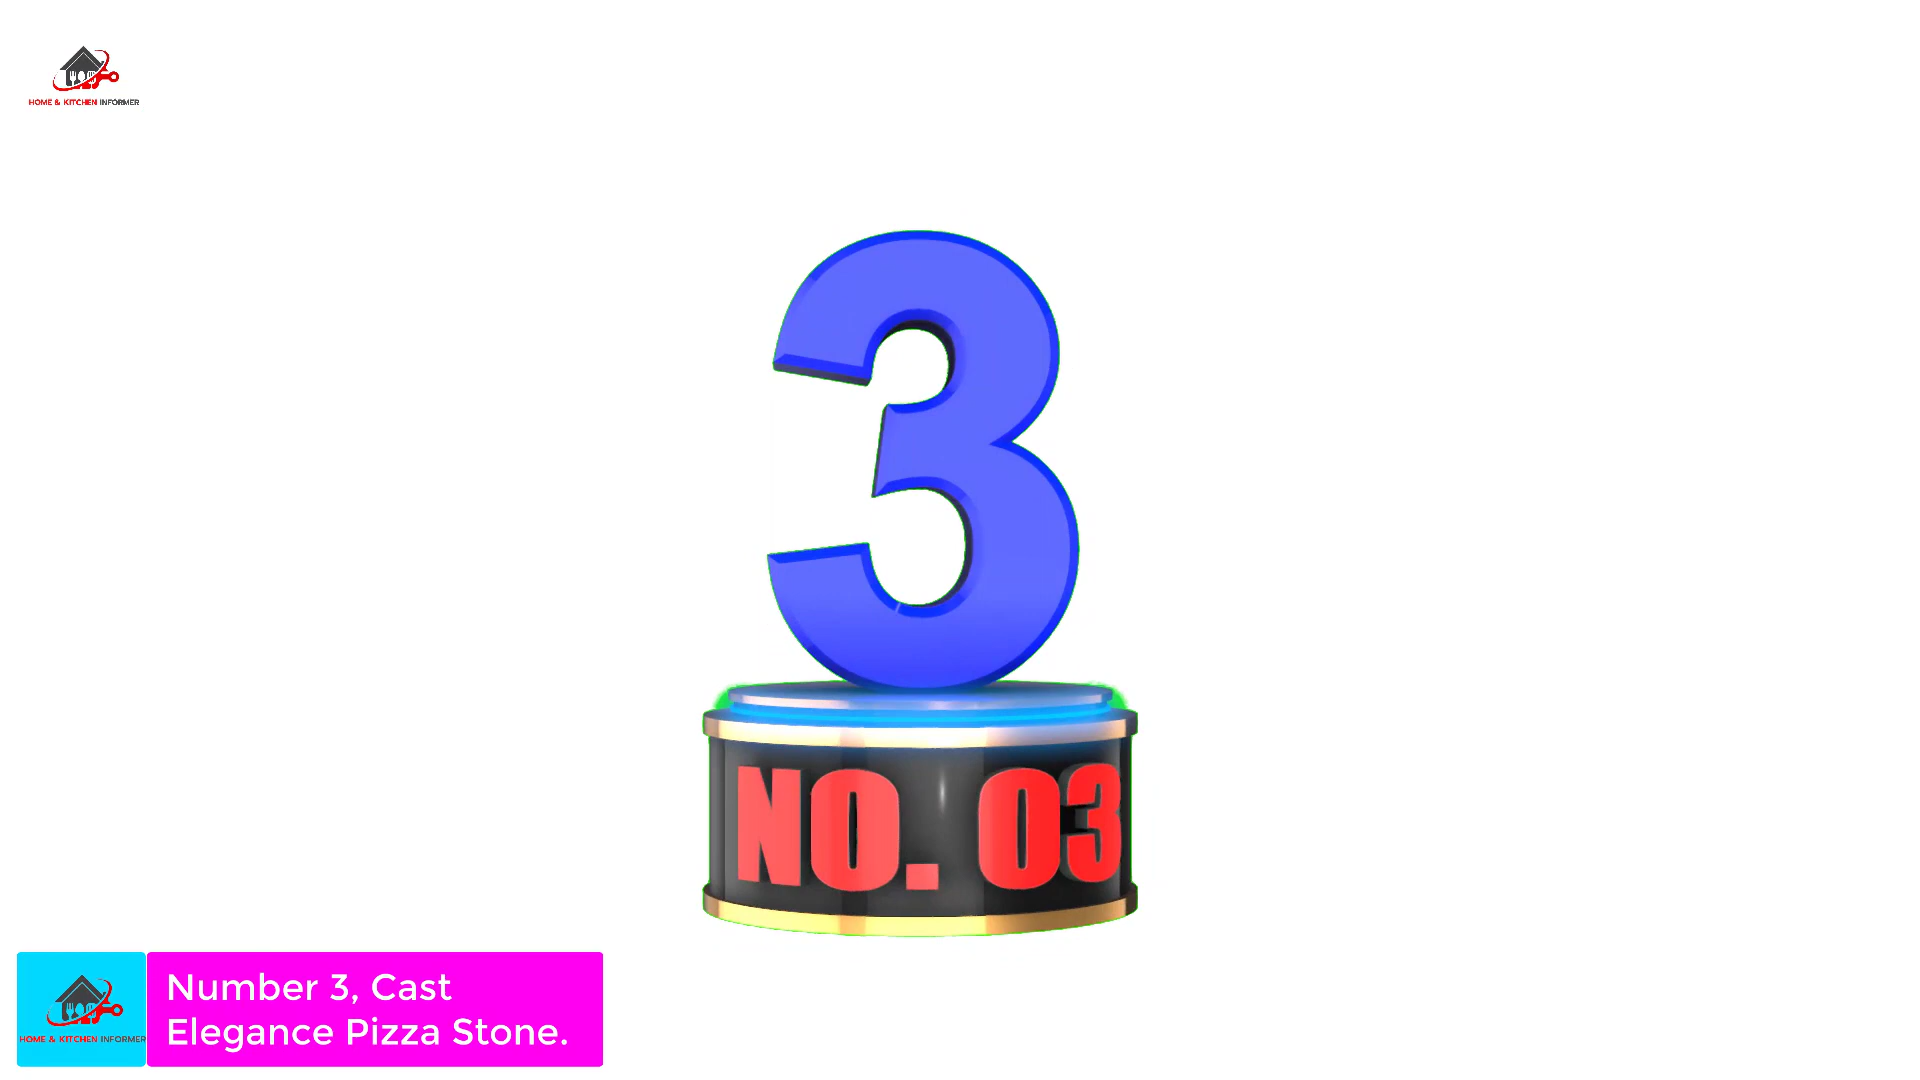 HOME & KITCHEN INFORMER
3
NO. 03
HOME & KITCHEN INFORMER
Number 3, Cast
Elegance Pizza Stone.